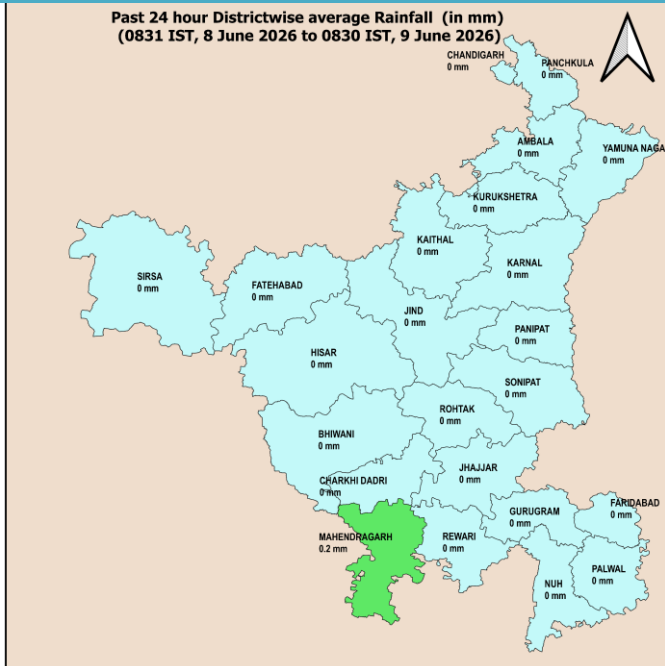 Past 24 hour Districtwise average Rainfall (in mm)
(0831 IST, 8 June 2026 to 0830 IST, 9 June 2026)
CHANDIGARH
0 mm
PANCHKULA
0 mm
AMBALA
0 mm
YAMUNA NAGA
0 mm
KURUKSHETRA
0 mm
KAITHAL
0 mm
KARNAL
0 mm
SIRSA
0 mm
FATEHABAD
0 mm
JIND
0 mm
PANIPAT
0 mm
HISAR
0 mm
SONIPAT
0 mm
ROHTAK
0 mm
BHIWANI
0 mm
JHAJJAR
0 mm
CHARKHI DADRI
0 mm
MAHENDRAGARH
0.2 mm
REWARI
0 mm
GURUGRAM
0 mm
FARIDABAD
0 mm
NUH
0 mm
PALWAL
0 mm